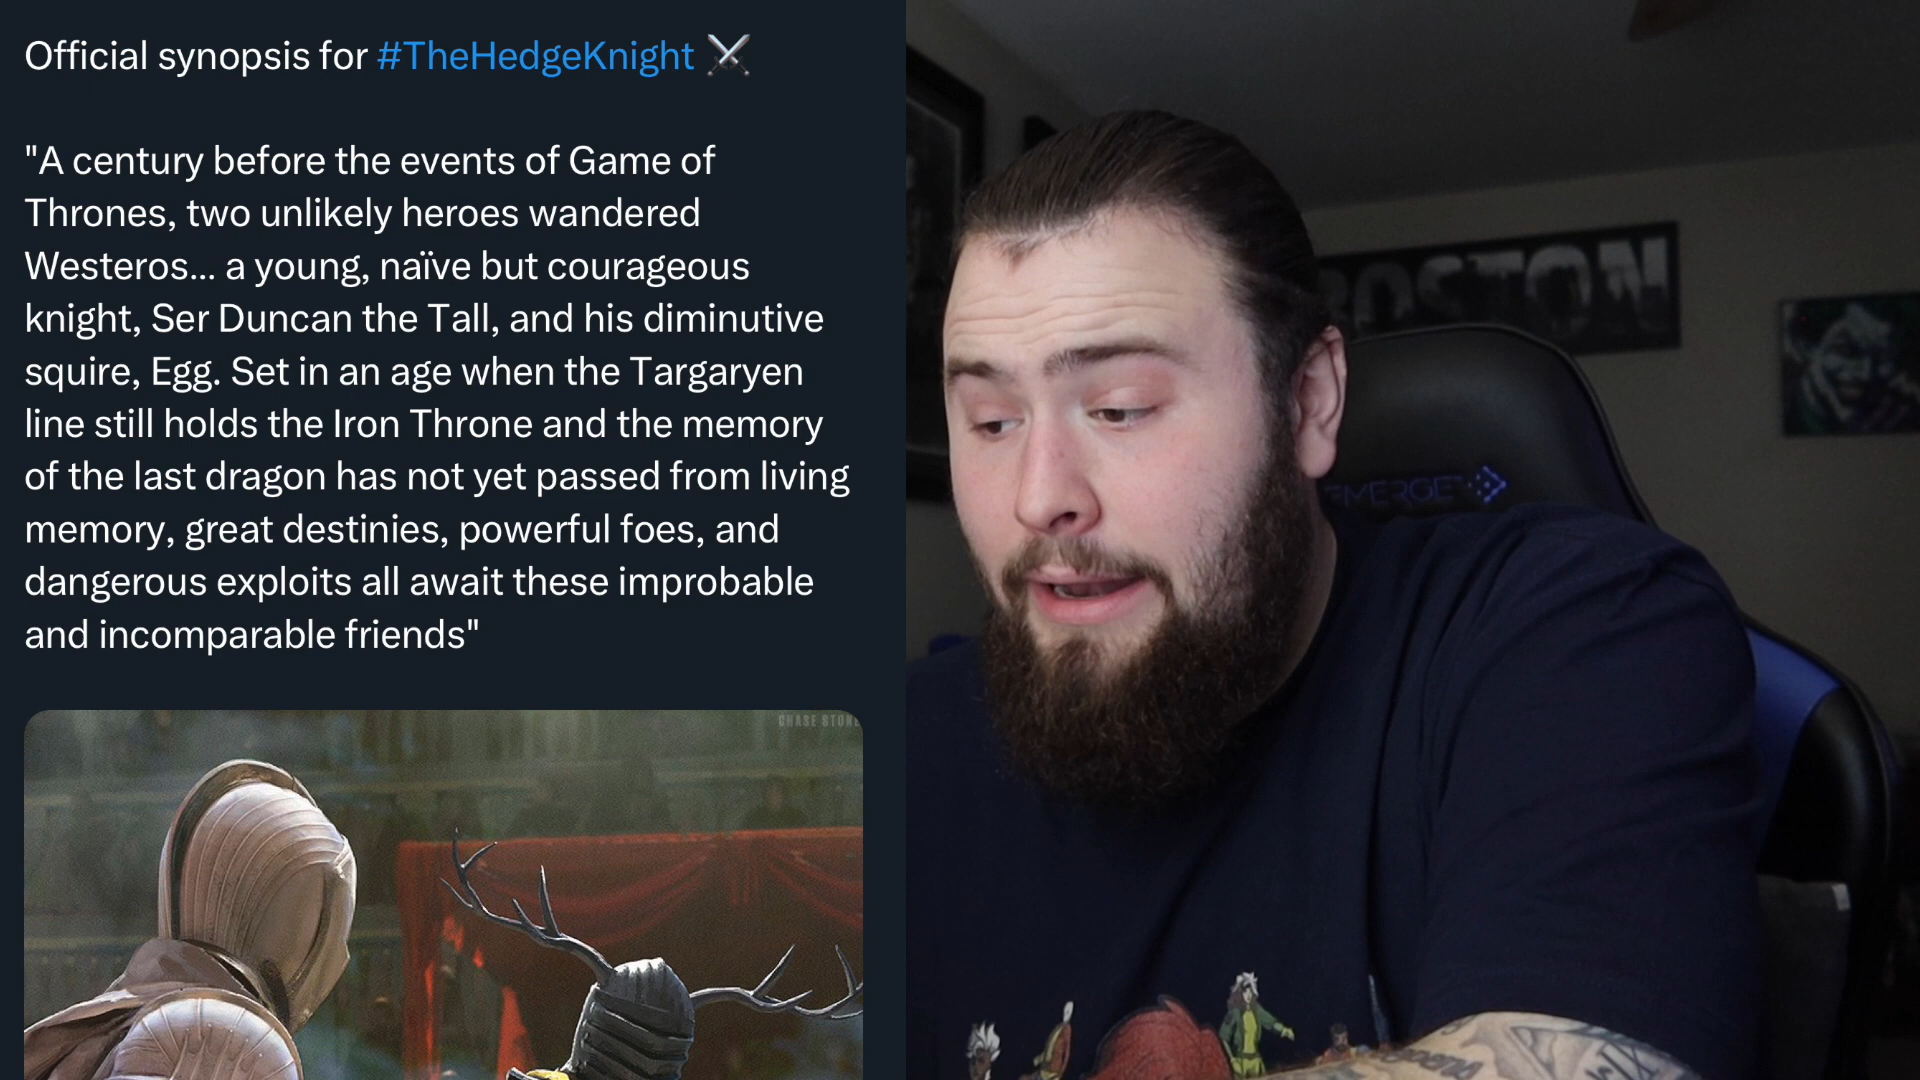 Official synopsis for #TheHedgeKnight ⚔
"A century before the events of Game of
Thrones, two unlikely heroes wandered
Westeros... a young, naïve but courageous
knight, Ser Duncan the Tall, and his diminutive
squire, Egg. Set in an age when the Targaryen
line still holds the Iron Throne and the memory
of the last dragon has not yet passed from living
memory, great destinies, powerful foes, and
dangerous exploits all await these improbable
and incomparable friends"
CHASE STONE
BOSTON
EMERGE